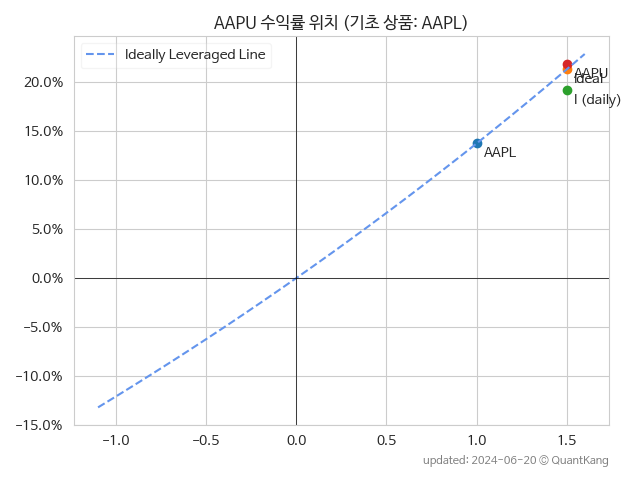 AAPU 수익률 위치 (기초 상품: AAPL)
Ideally Leveraged Line
20.0%
15.0%
10.0%
5.0%
0.0%
−5.0%
−10.0%
−15.0%
AAPU
Ideal
I (daily)
AAPL
−1.0
−0.5
0.0
0.5
1.0
1.5
updated: 2024-06-20 © QuantKang